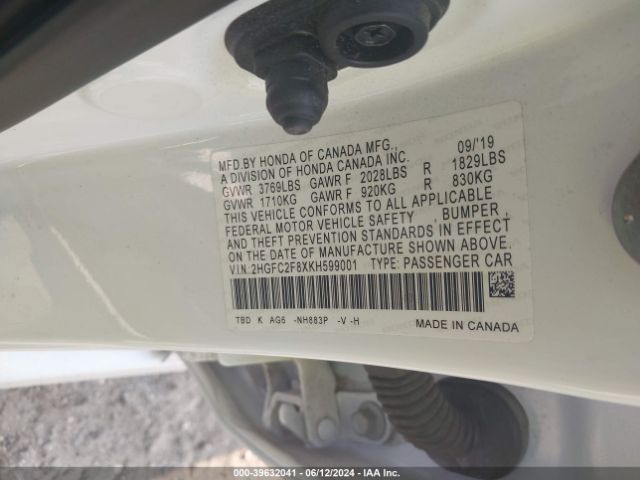 MFD.BY HONDA OF CANADA MFG., 09/'19
A DIVISION OF HONDA CANADA INC.
GVWR 3769LBS GAWR F 2028LBS R 1829LBS
GVWR 1710KG GAWR F 920KG R 830KG
THIS VEHICLE CONFORMS TO ALL APPLICABLE
FEDERAL MOTOR VEHICLE SAFETY , BUMPER ,
AND THEFT PREVENTION STANDARDS IN EFFECT
ON THE DATE OF MANUFACTURE SHOWN ABOVE.
V.I.N. 2HGFC2F8XKH599001 TYPE: PASSENGER CAR
TBD K AG6 -NH883P -V -H MADE IN CANADA
000-39632041 - 06/12/2024 - IAA Inc.